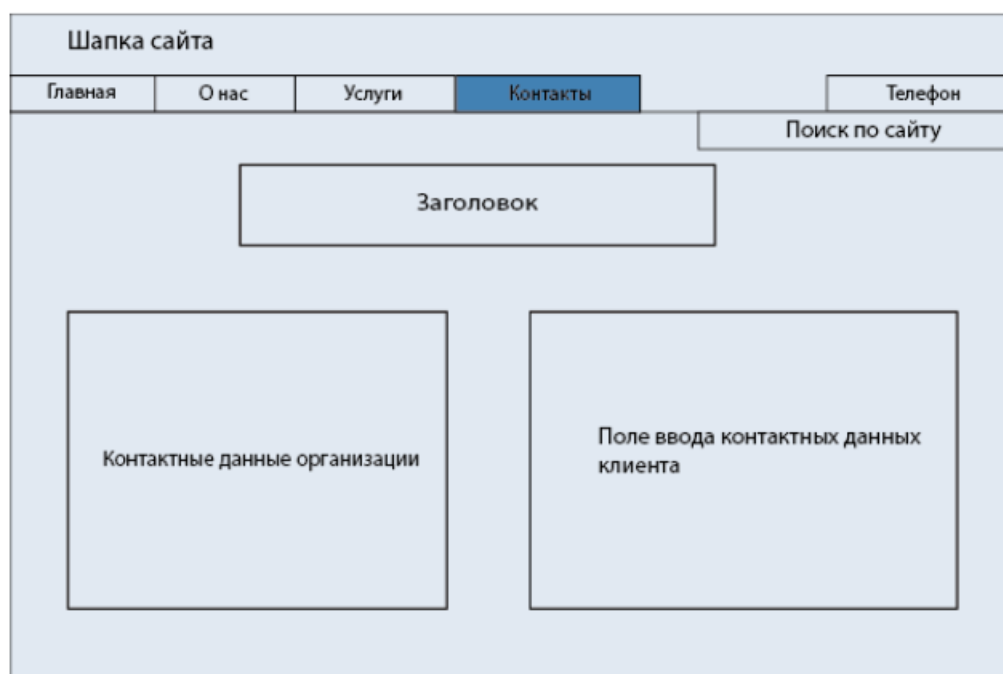 Шапка сайта
Главная О нас Услуги Контакты Телефон
Поиск по сайту
Заголовок
Контактные данные организации
Поле ввода контактных данных
клиента